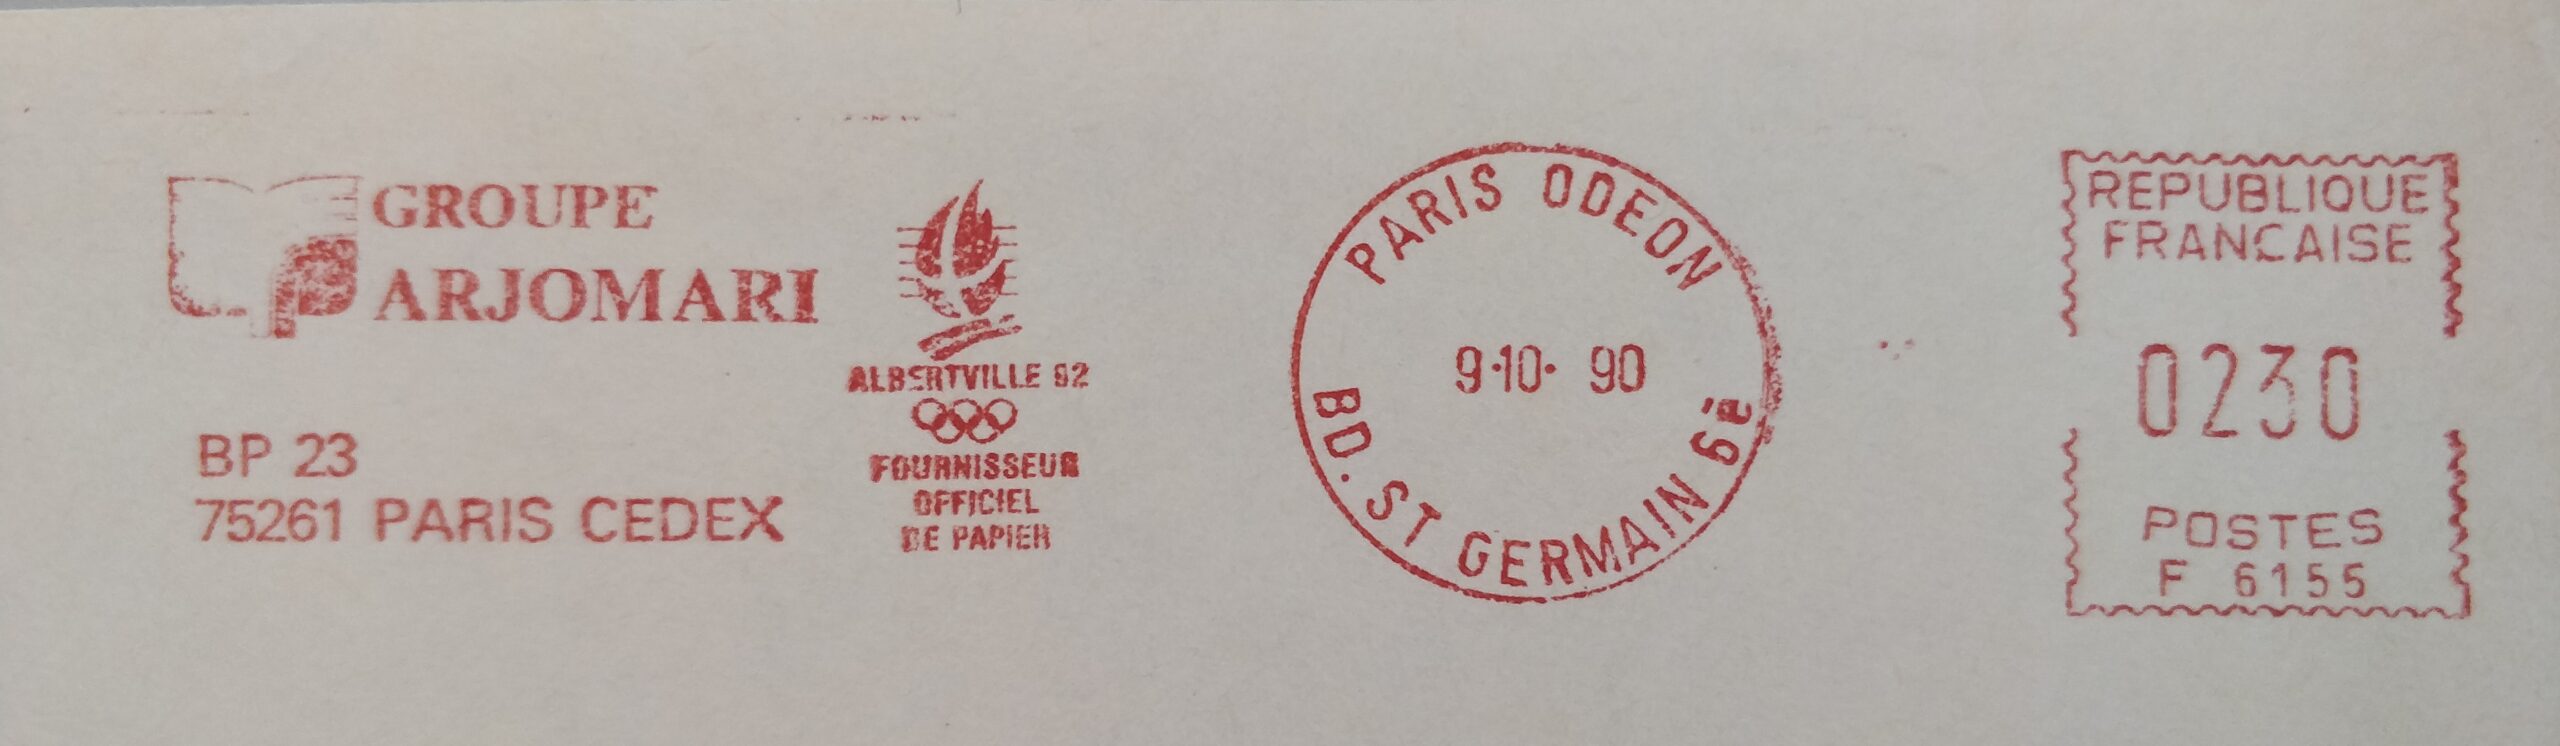 GROUPE
ARJOMARI
BP 23
75261 PARIS CEDEX
ALBERTVILLE 92
FOURNISSEUR
OFFICIEL
DE PAPIER
PARIS ODEON
9·10· 90
BD. ST GERMAIN 6è
REPUBLIQUE
FRANCAISE
0230
POSTES
F 6155